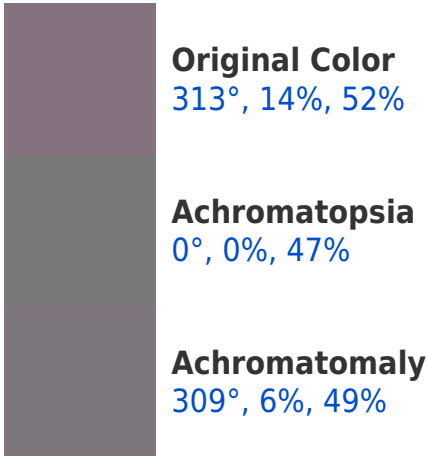 Original Color
313°, 14%, 52%
Achromatopsia
0°, 0%, 47%
Achromatomaly
309°, 6%, 49%